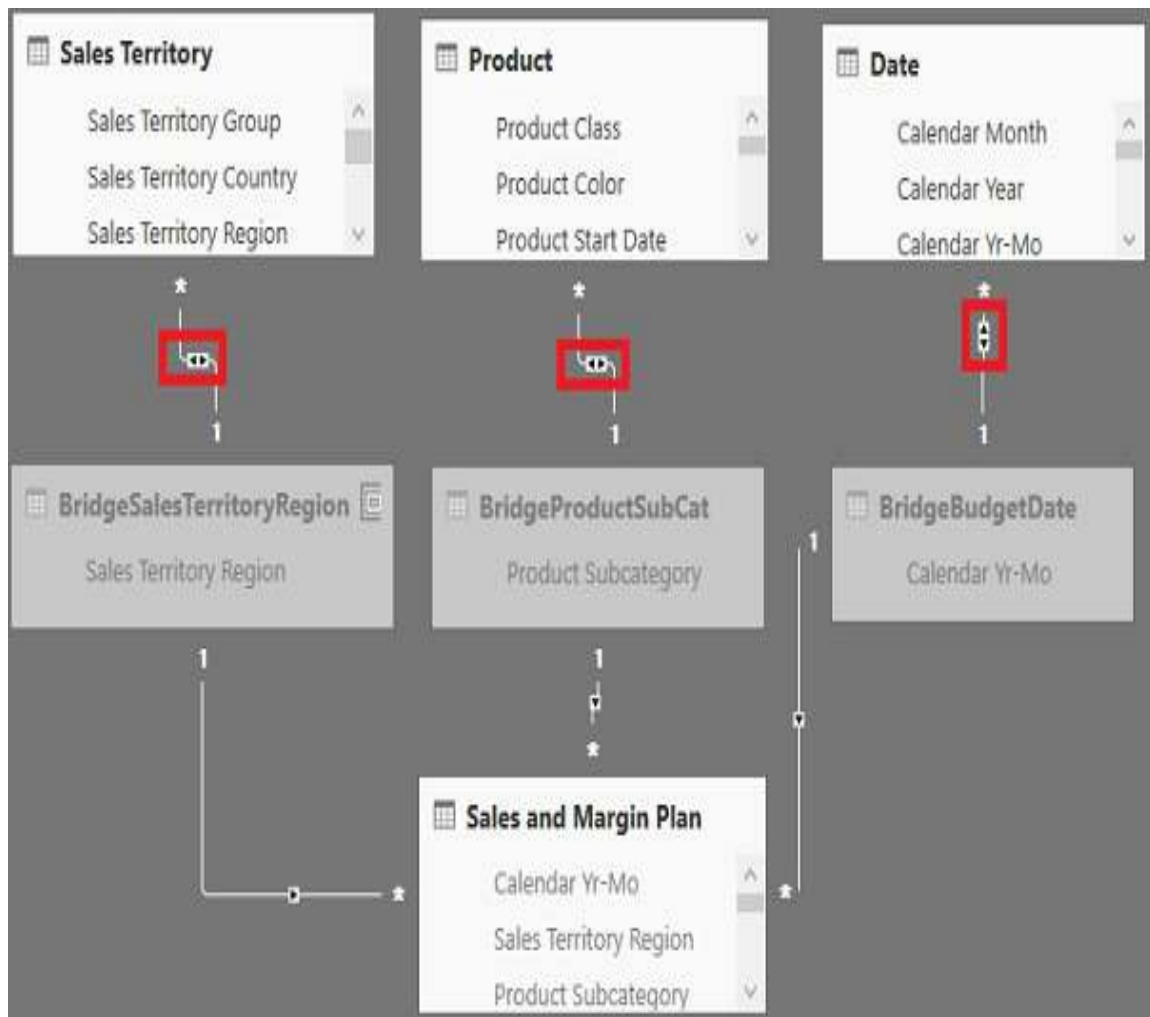 Sales Territory
Sales Territory Group
Sales Territory Country
Sales Territory Region
Product
Product Class
Product Color
Product Start Date
Date
Calendar Month
Calendar Year
Calendar Yr-Mo
*
*
*
1
1
1
BridgeSalesTerritoryRegion
Sales Territory Region
BridgeProductSubCat
Product Subcategory
BridgeBudgetDate
Calendar Yr-Mo
1
1
1
*
Sales and Margin Plan
Calendar Yr-Mo
Sales Territory Region
Product Subcategory
*
*